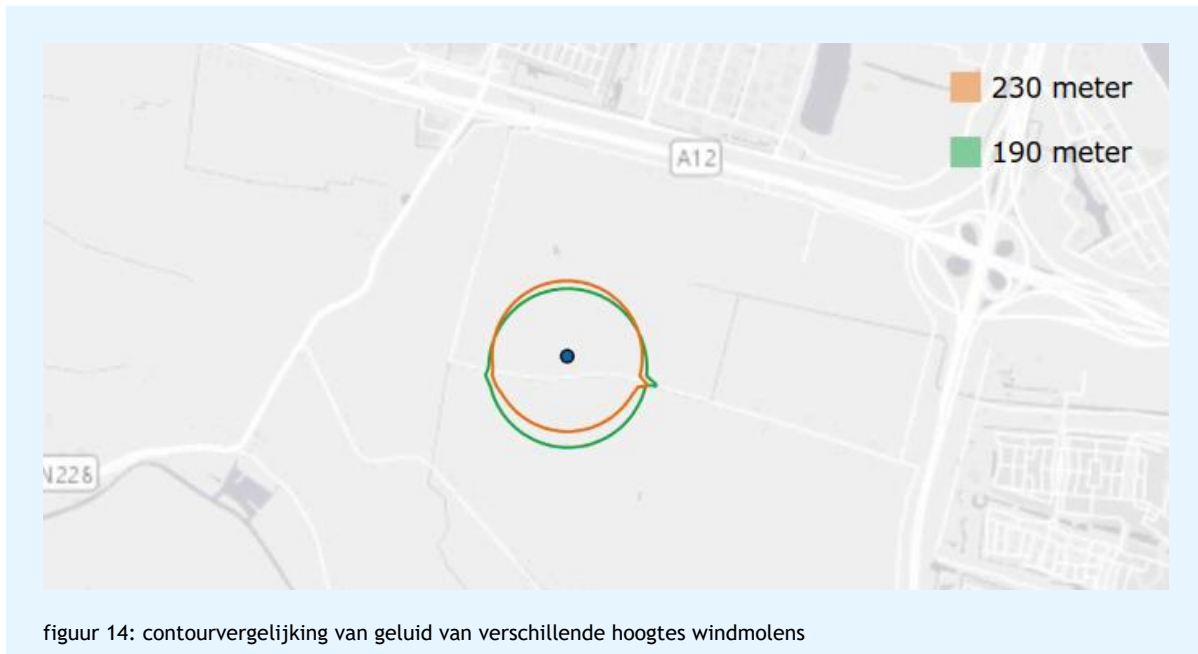 230 meter
190 meter
A12
N228
figuur 14: contourvergelijking van geluid van verschillende hoogtes windmolens